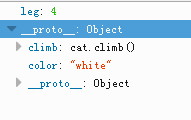 leg: 4
__proto__: Object
climb: cat.climb()
color: "white"
__proto__: Object